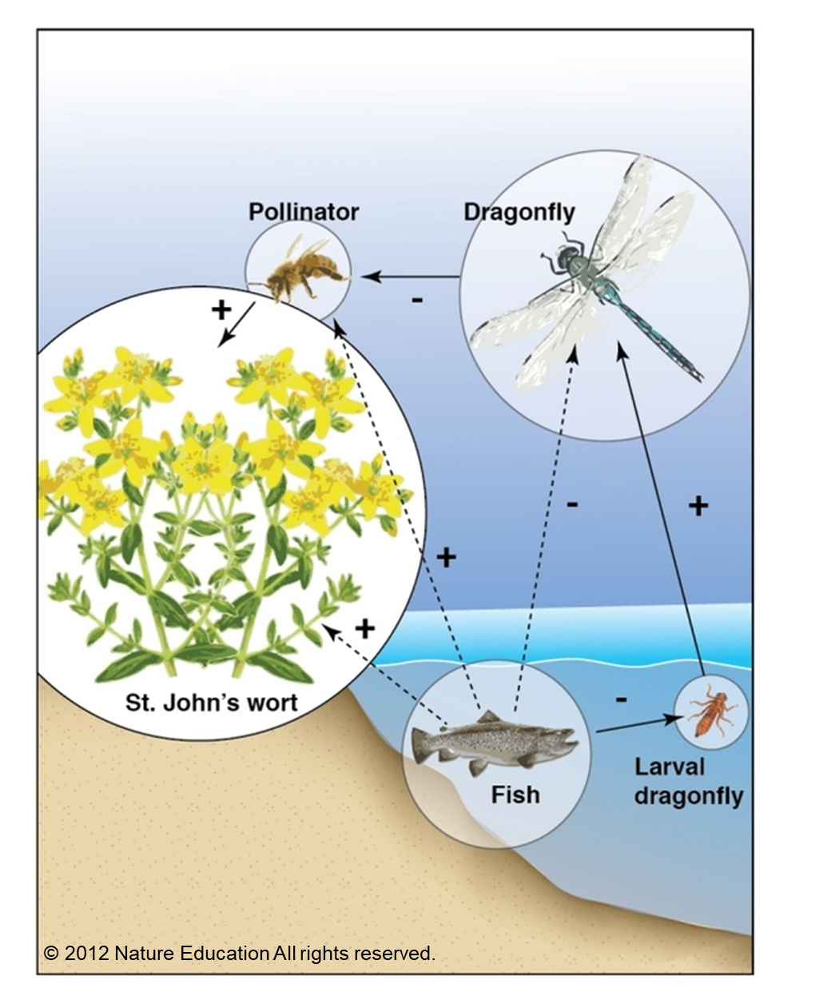 Pollinator
Dragonfly
+
-
-
+
+
+
St. John's wort
-
Fish
Larval
dragonfly
© 2012 Nature Education All rights reserved.